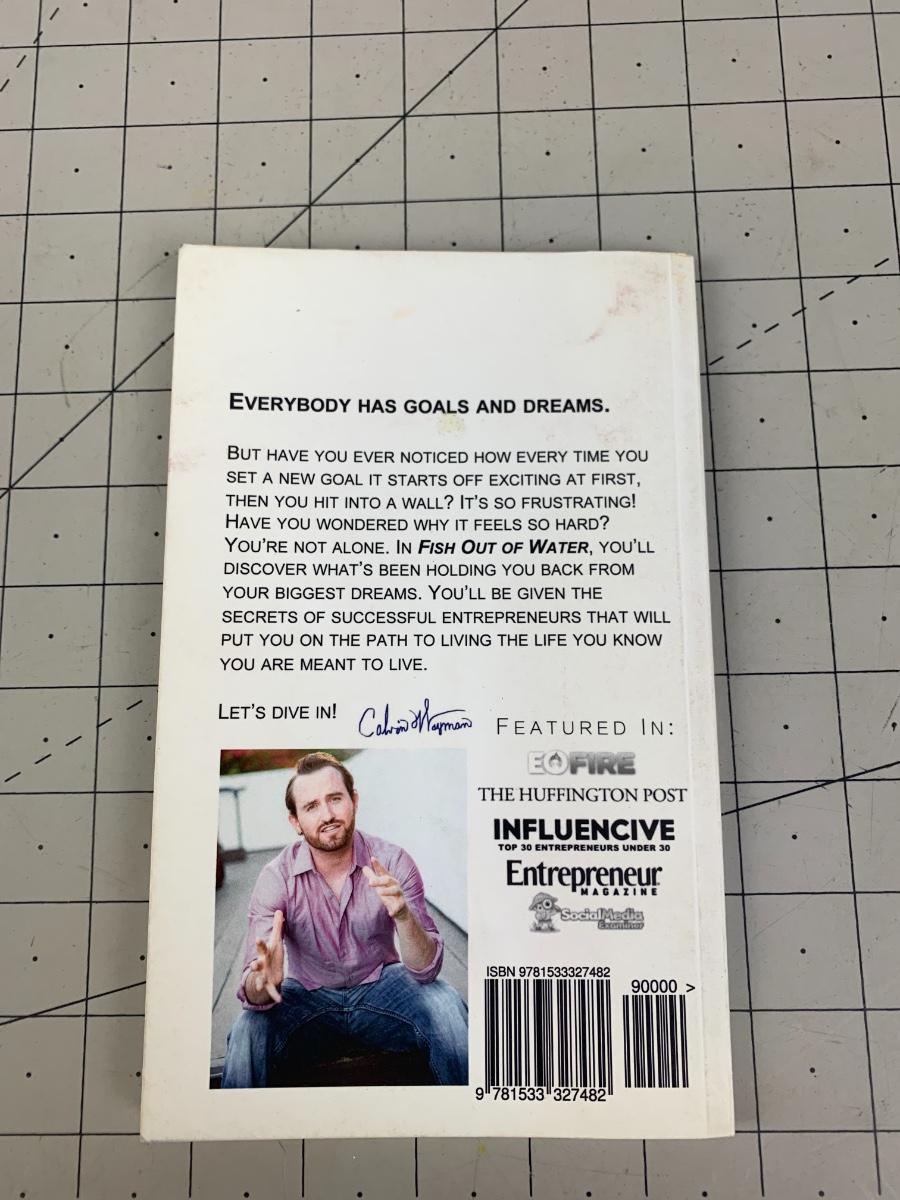 EVERYBODY HAS GOALS AND DREAMS.
BUT HAVE YOU EVER NOTICED HOW EVERY TIME YOU
SET A NEW GOAL IT STARTS OFF EXCITING AT FIRST,
THEN YOU HIT INTO A WALL? IT'S SO FRUSTRATING!
HAVE YOU WONDERED WHY IT FEELS SO HARD?
YOU'RE NOT ALONE. IN FISH OUT OF WATER, YOU'LL
DISCOVER WHAT'S BEEN HOLDING YOU BACK FROM
YOUR BIGGEST DREAMS. YOU'LL BE GIVEN THE
SECRETS OF SUCCESSFUL ENTREPRENEURS THAT WILL
PUT YOU ON THE PATH TO LIVING THE LIFE YOU KNOW
YOU ARE MEANT TO LIVE.
LET'S DIVE IN!
Calvin Wayman
FEATURED IN:
EOFIRE
THE HUFFINGTON POST
INFLUENCIVE
TOP 30 ENTREPRENEURS UNDER 30
Entrepreneur
MAGAZINE
SocialMedia
Examiner
ISBN 9781533327482
90000 >
9 781533 327482